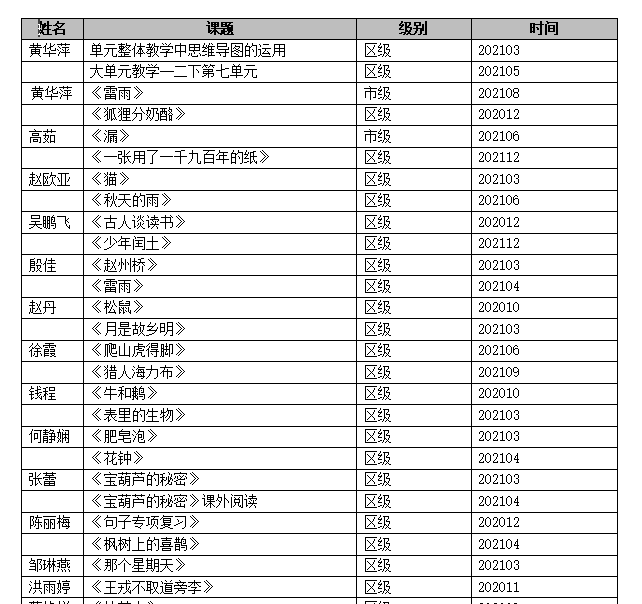 姓名 课题 级别 时间
黄华萍 单元整体教学中思维导图的运用 区级 202103
大单元教学—二下第七单元 区级 202105
黄华萍 《雷雨》 市级 202108
《狐狸分奶酪》 区级 202012
高茹 《漏》 市级 202106
《一张用了一千九百年的纸》 区级 202112
赵欧亚 《猫》 区级 202103
《秋天的雨》 区级 202106
吴鹏飞 《古人谈读书》 区级 202012
《少年闰土》 区级 202112
殷佳 《赵州桥》 区级 202103
《雷雨》 区级 202104
赵丹 《松鼠》 区级 202010
《月是故乡明》 区级 202103
徐霞 《爬山虎得脚》 区级 202106
《猎人海力布》 区级 202109
钱程 《牛和鹅》 区级 202010
《表里的生物》 区级 202103
何静娴 《肥皂泡》 区级 202103
《花钟》 区级 202104
张蕾 《宝葫芦的秘密》 区级 202103
《宝葫芦的秘密》课外阅读 区级 202104
陈丽梅 《句子专项复习》 区级 202012
《枫树上的喜鹊》 区级 202104
邹琳燕 《那个星期天》 区级 202103
洪雨婷 《王戎不取道旁李》 区级 202011